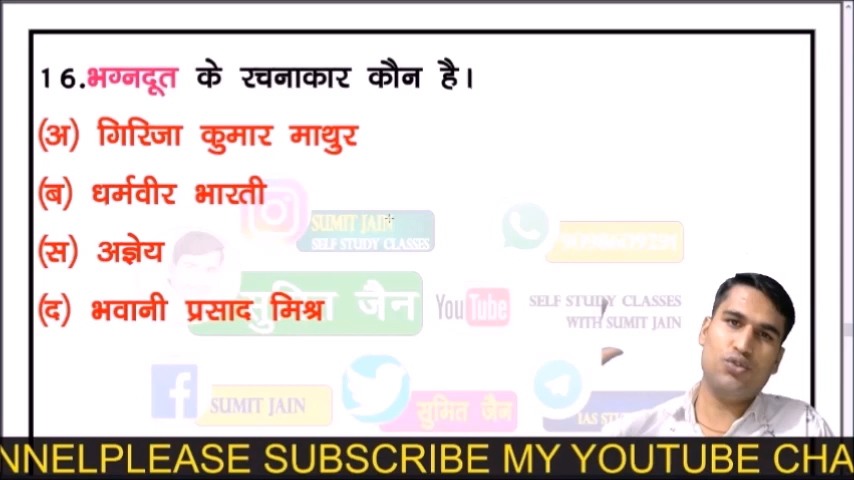 16.भग्नदूत के रचनाकार कौन है।
(अ) गिरिजा कुमार माथुर
(ब) धर्मवीर भारती
(स) अज्ञेय
(द) भवानी प्रसाद मिश्र
SUMIT JAIN
SELF STUDY CLASSES
सुमित जैन
YouTube
SELF STUDY CLASSES
WITH SUMIT JAIN
SUMIT JAIN
सुमित जैन
NNELPLEASE SUBSCRIBE MY YOUTUBE CHA